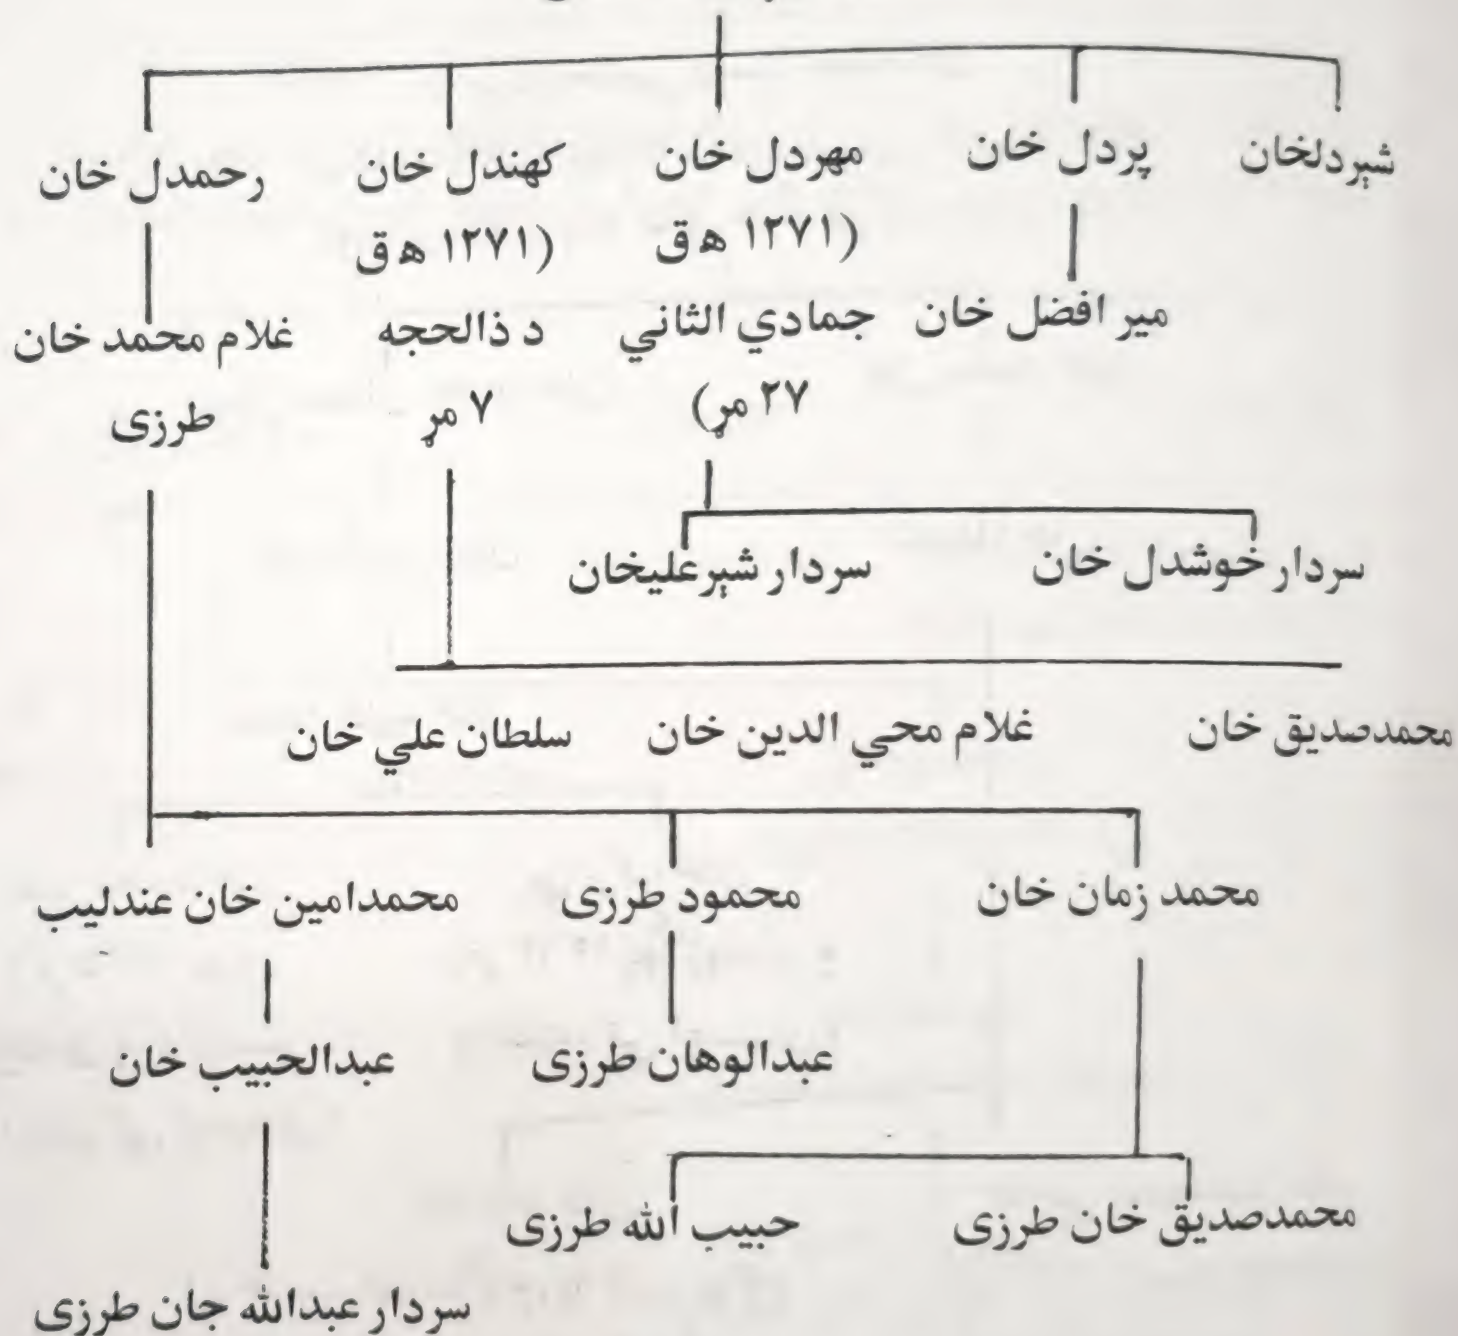 شېردلخان پردل خان مهردل خان کهندل خان رحمدل خان
(۱۲۷۱ ه ق (۱۲۷۱ ه ق
میر افضل خان جمادي الثاني د ذالحجه غلام محمد خان
۲۷ مړ) ۷ مړ طرزی
سردار خوشدل خان سردار شېرعليخان
محمدصدیق خان غلام محي الدین خان سلطان علي خان
محمد زمان خان محمود طرزی محمدامین خان عندلیب
عبدالوهان طرزی عبدالحبیب خان
محمدصدیق خان طرزی حبیب الله طرزی
سردار عبدالله جان طرزی